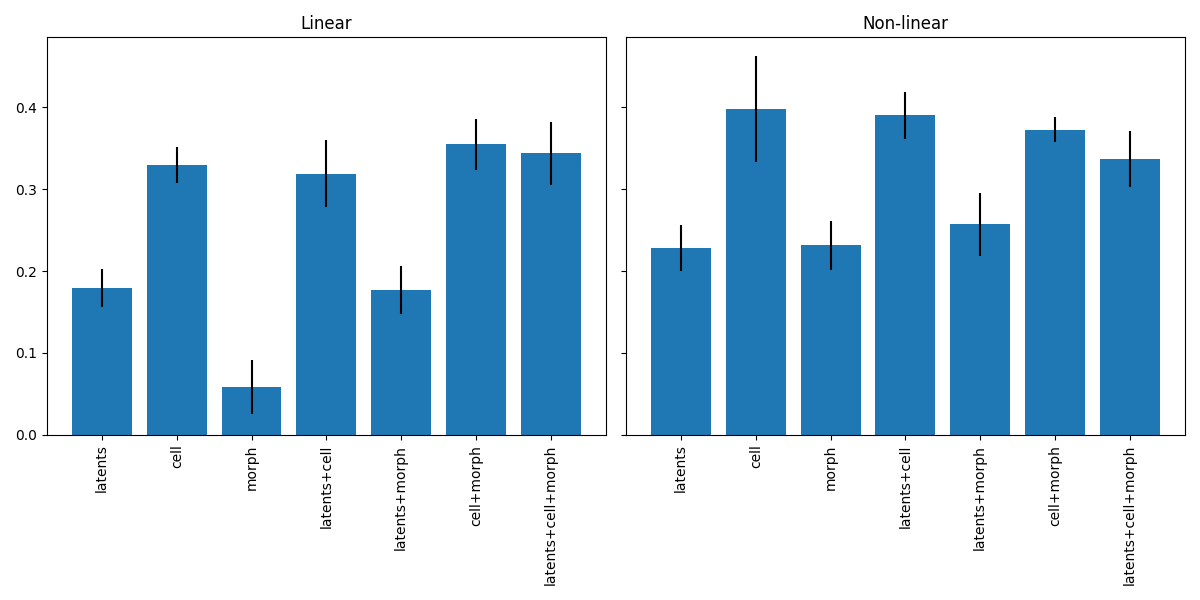 Linear
Non-linear
0.4
0.3
0.2
0.1
0.0
latents
cell
morph
latents+cell
latents+morph
cell+morph
latents+cell+morph
latents
cell
morph
latents+cell
latents+morph
cell+morph
latents+cell+morph